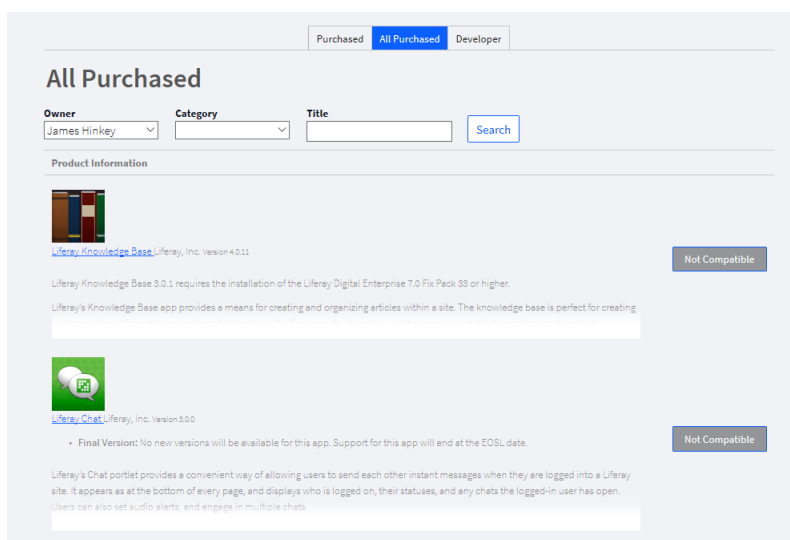 Purchased All Purchased Developer
All Purchased
Owner Category Title
James Hinkey
Search
Product Information
Liferay Knowledge Base Liferay, Inc. Version 4.0.11
Not Compatible
Liferay Knowledge Base 3.0.1 requires the installation of the Liferay Digital Enterprise 7.0 Fix Pack 33 or higher.
Liferay's Knowledge Base app provides a means for creating and organizing articles within a site. The knowledge base is perfect for creating
Liferay Chat Liferay, Inc. Version 5.0.0
Not Compatible
• Final Version: No new versions will be available for this app. Support for this app will end at the EOSL date.
Liferay's Chat portlet provides a convenient way of allowing users to send each other instant messages when they are logged into a Liferay
site. It appears as at the bottom of every page, and displays who is logged on, their statuses, and any chats the logged-in user has open.
Users can also set audio alerts, and engage in multiple chats